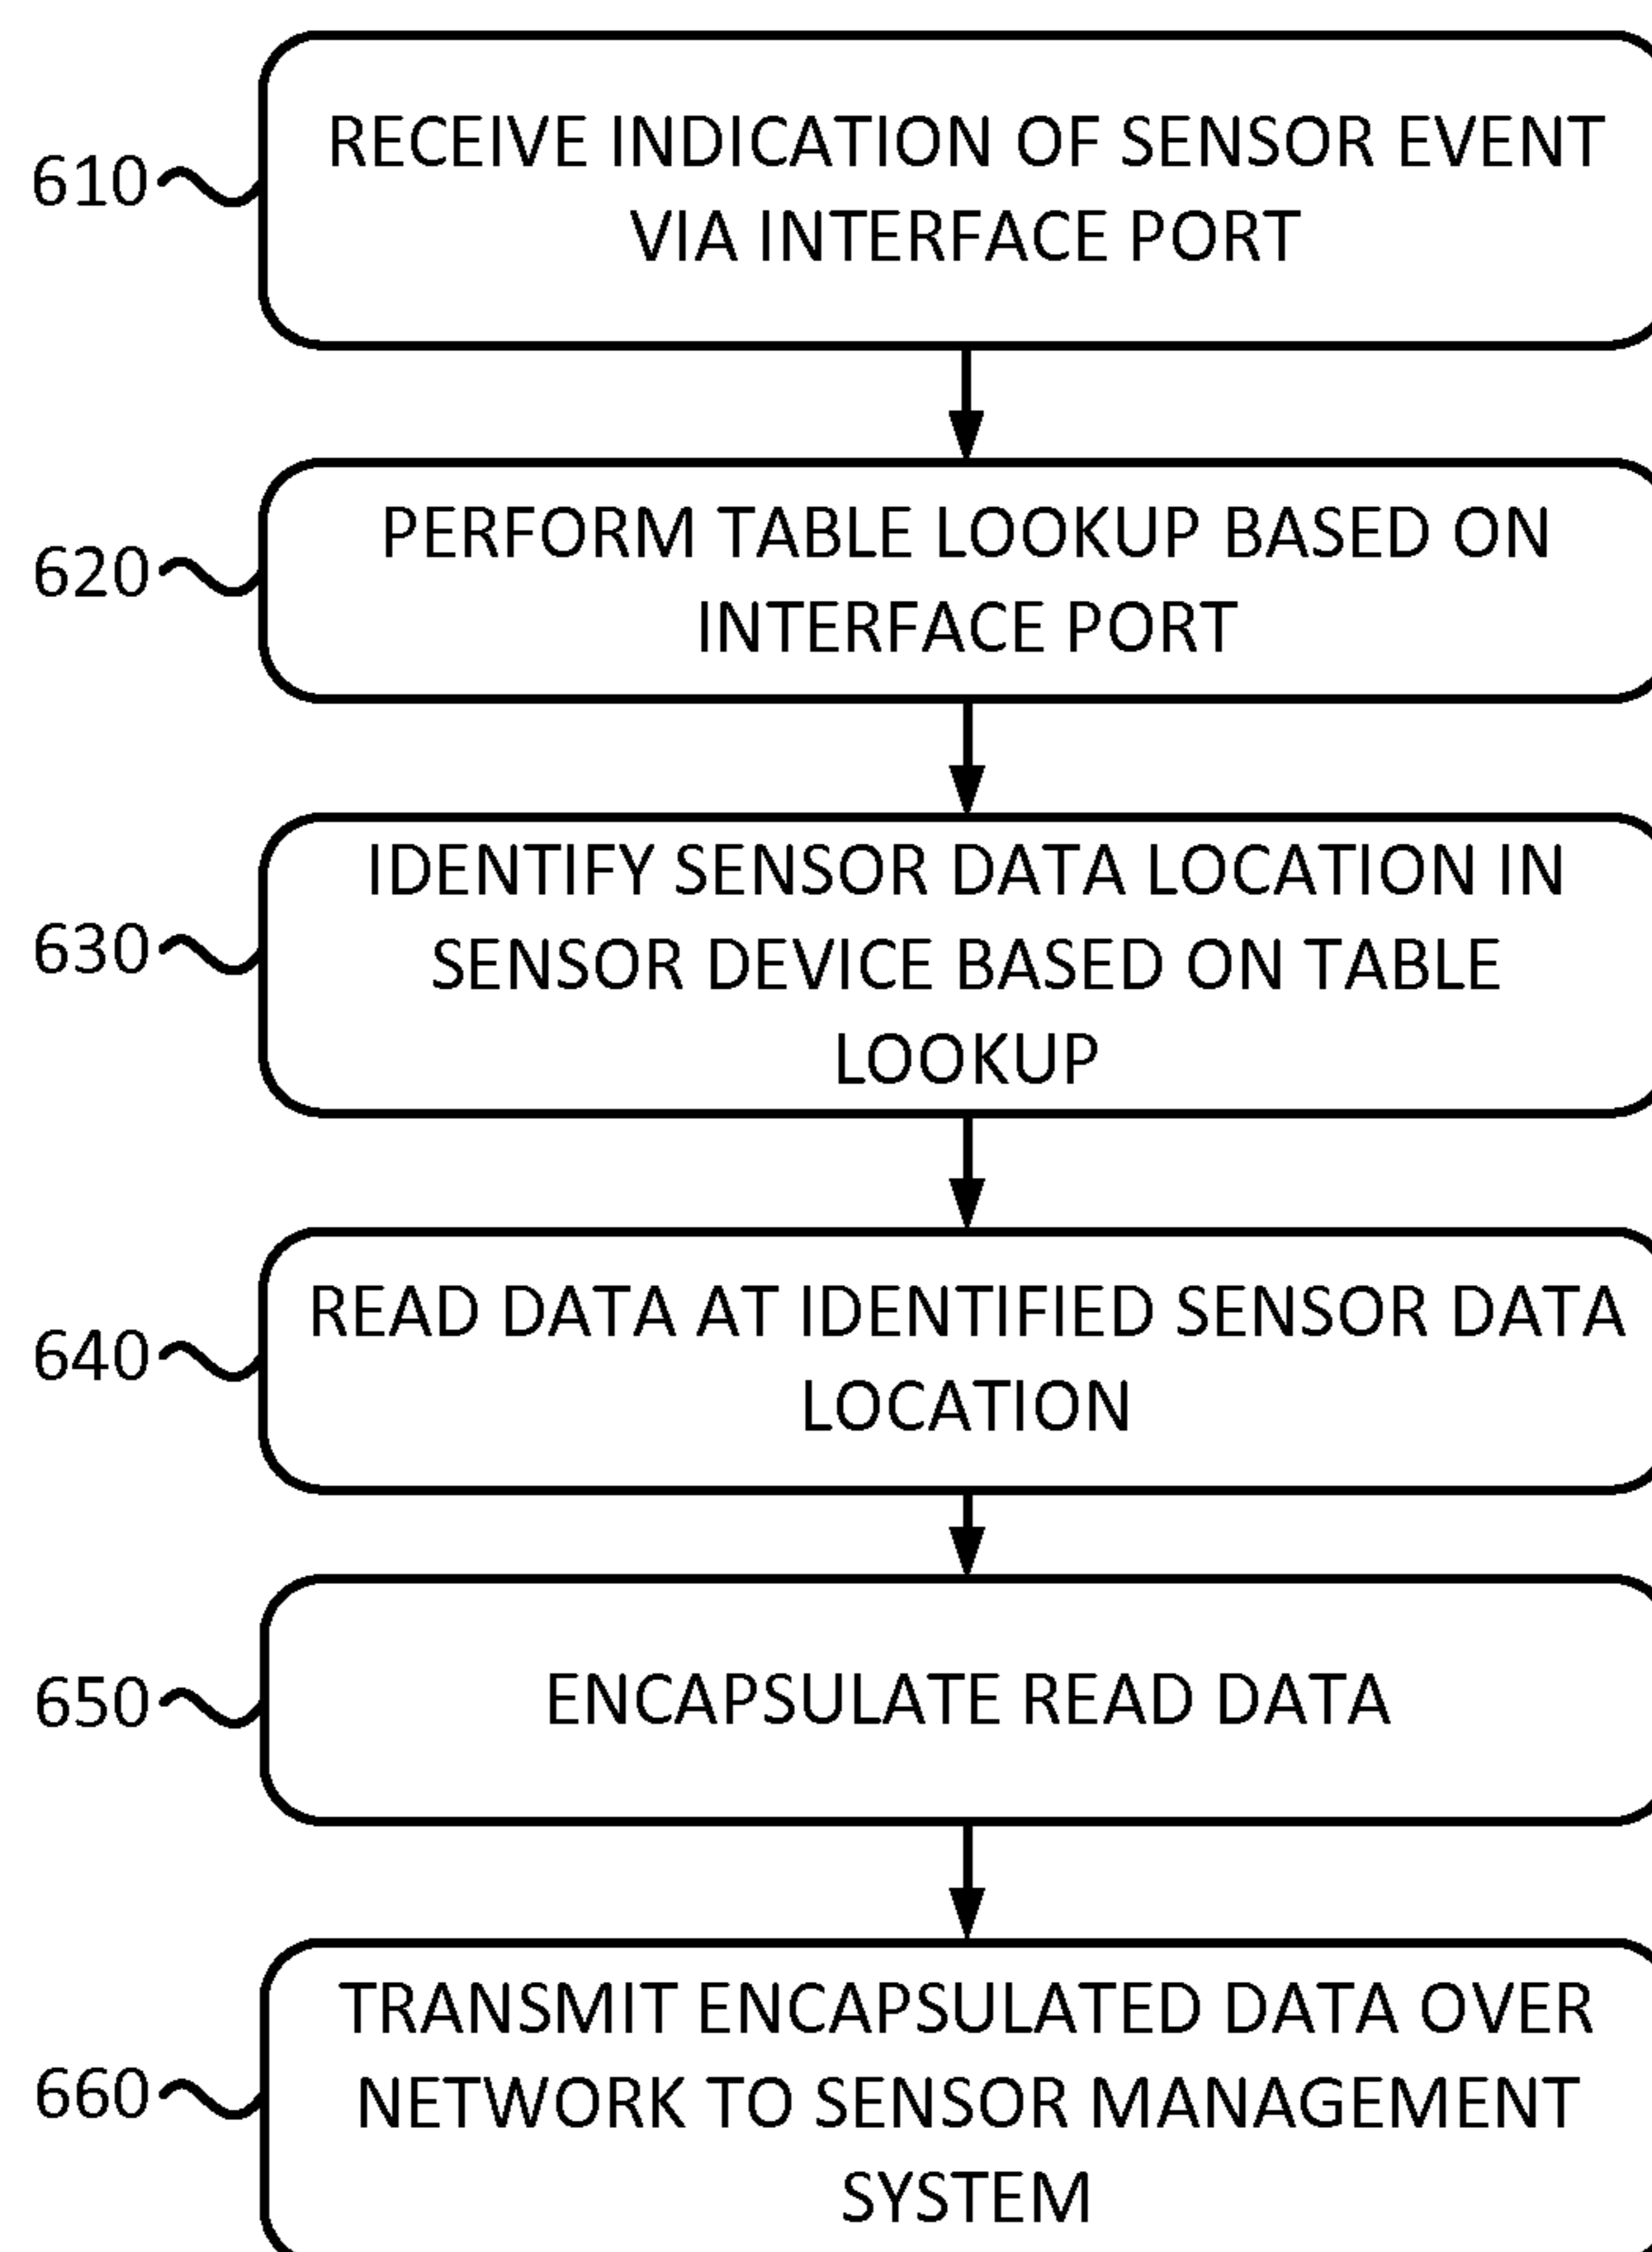 610
RECEIVE INDICATION OF SENSOR EVENT
VIA INTERFACE PORT
620
PERFORM TABLE LOOKUP BASED ON
INTERFACE PORT
630
IDENTIFY SENSOR DATA LOCATION IN
SENSOR DEVICE BASED ON TABLE
LOOKUP
640
READ DATA AT IDENTIFIED SENSOR DATA
LOCATION
650
ENCAPSULATE READ DATA
660
TRANSMIT ENCAPSULATED DATA OVER
NETWORK TO SENSOR MANAGEMENT
SYSTEM